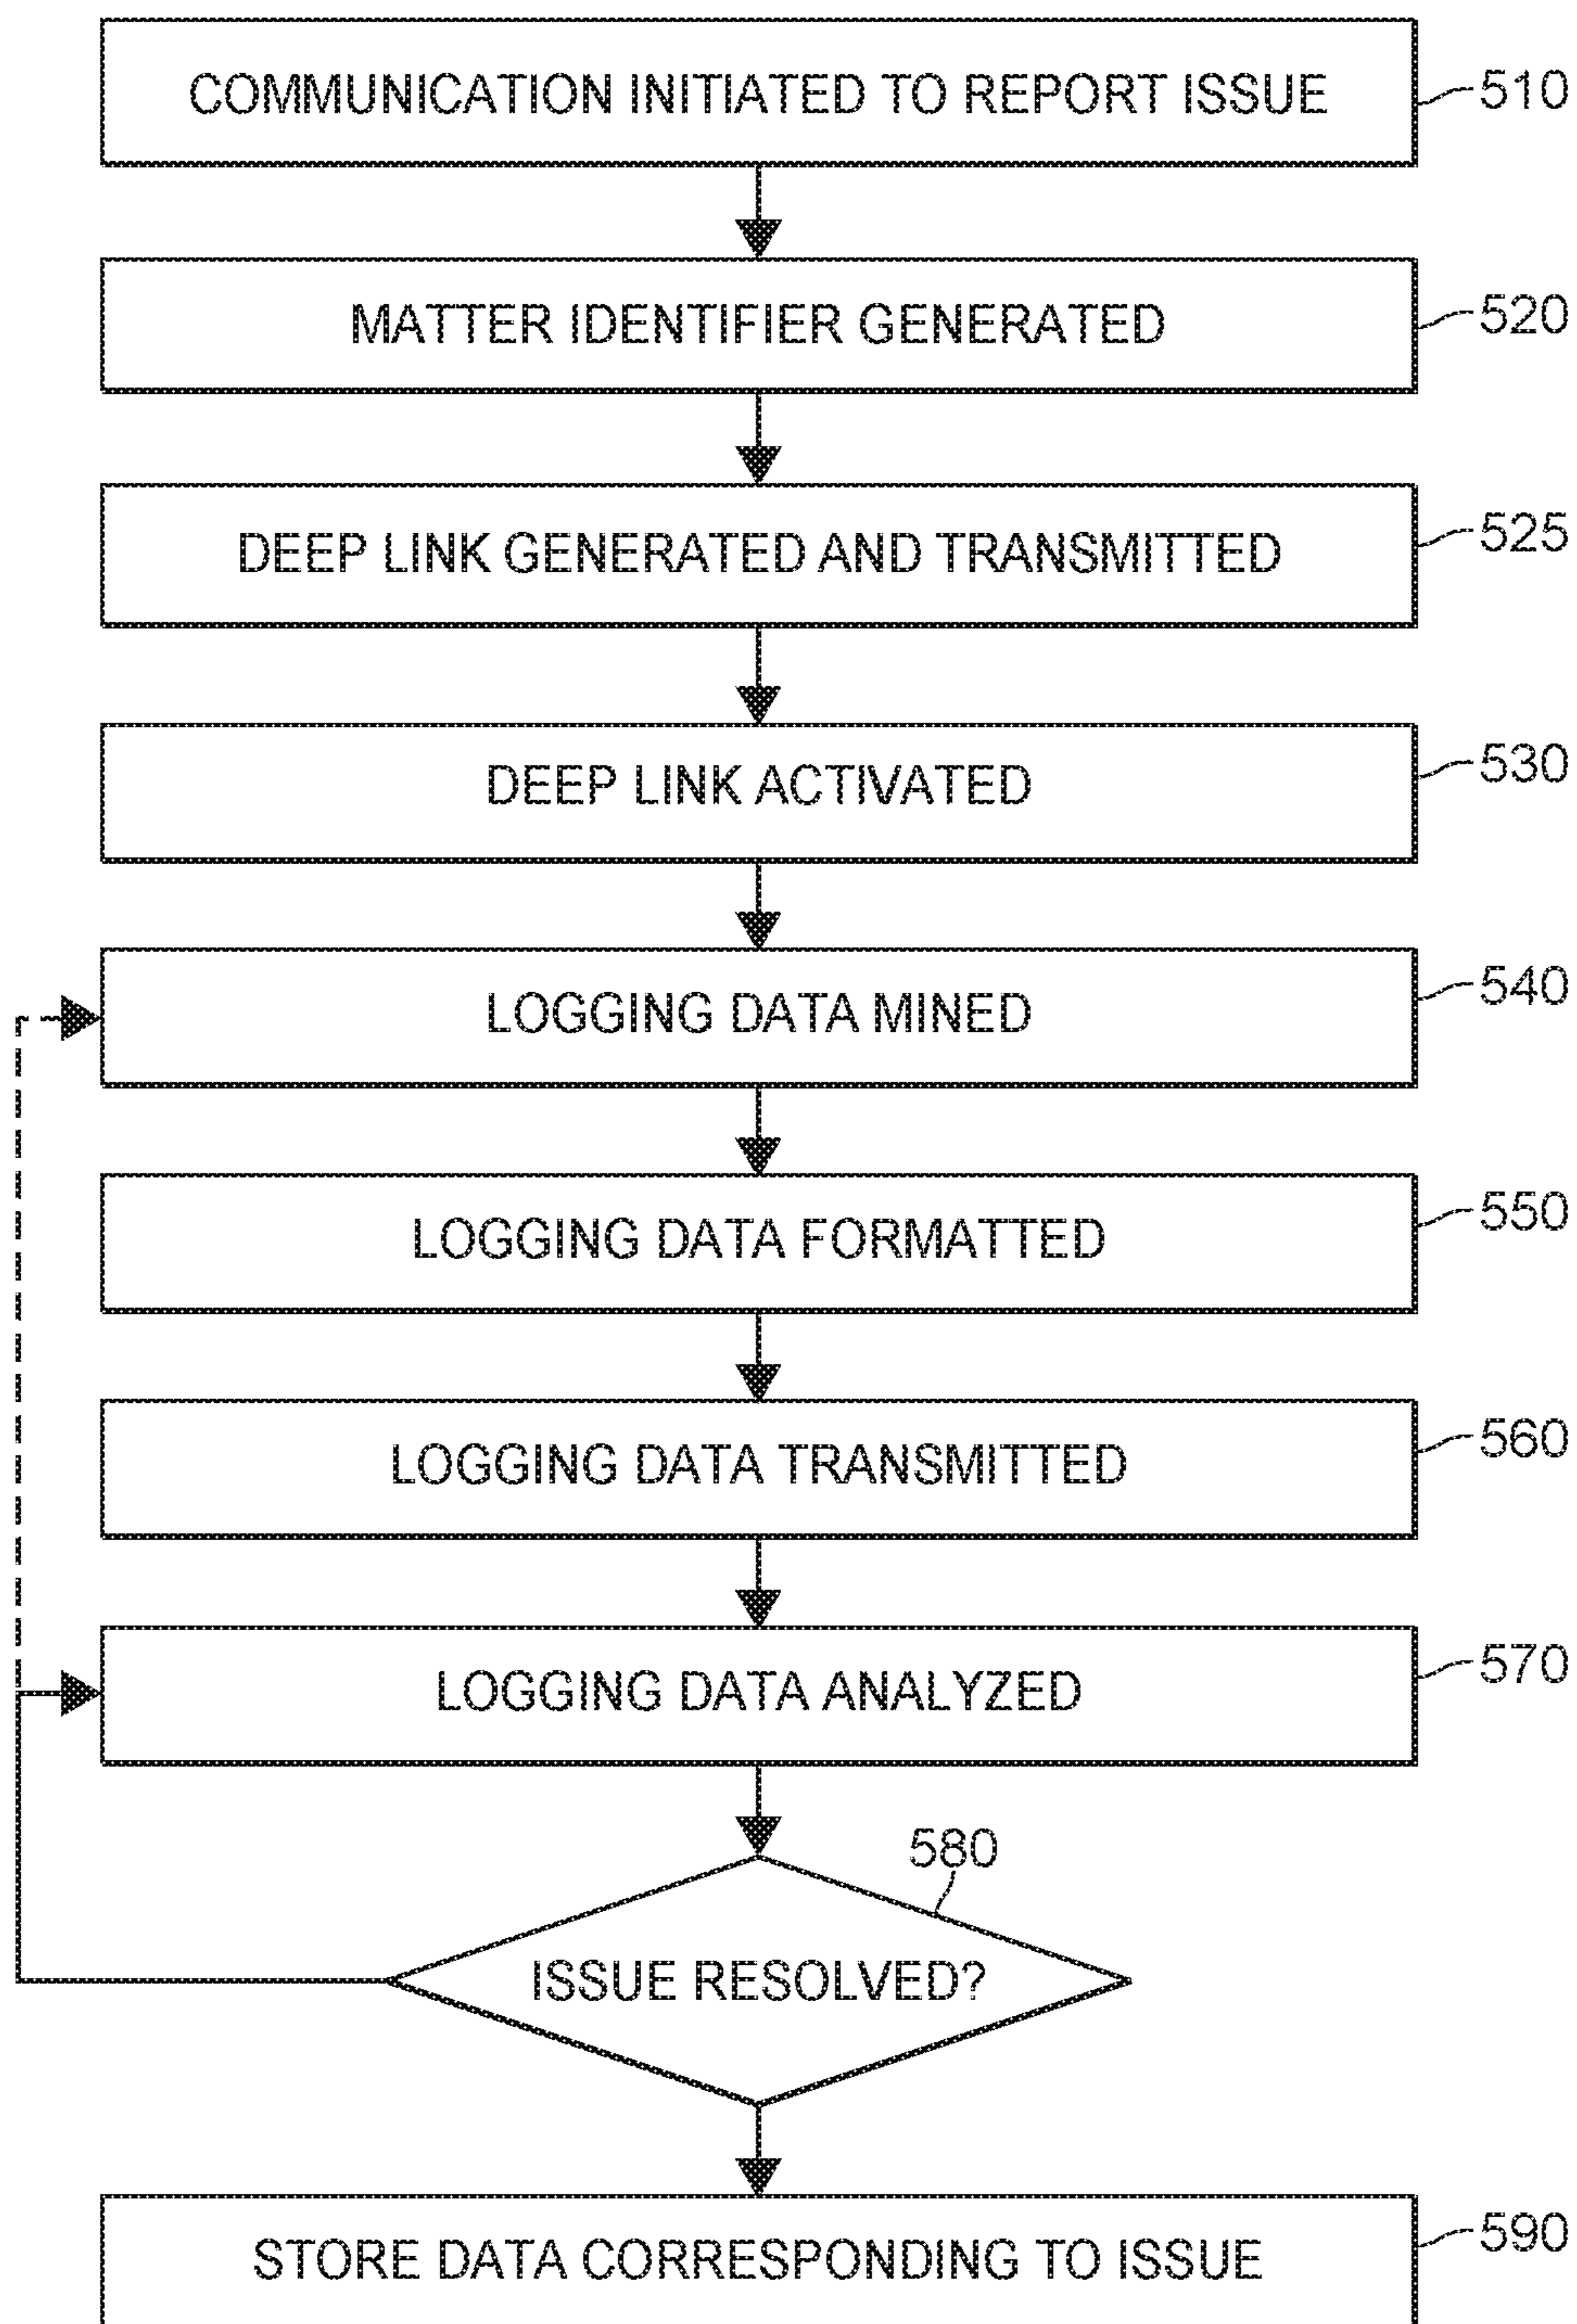 COMMUNICATION INITIATED TO REPORT ISSUE
510
MATTER IDENTIFIER GENERATED
520
DEEP LINK GENERATED AND TRANSMITTED
525
DEEP LINK ACTIVATED
530
LOGGING DATA MINED
540
LOGGING DATA FORMATTED
550
LOGGING DATA TRANSMITTED
560
LOGGING DATA ANALYZED
570
580
ISSUE RESOLVED?
STORE DATA CORRESPONDING TO ISSUE
590